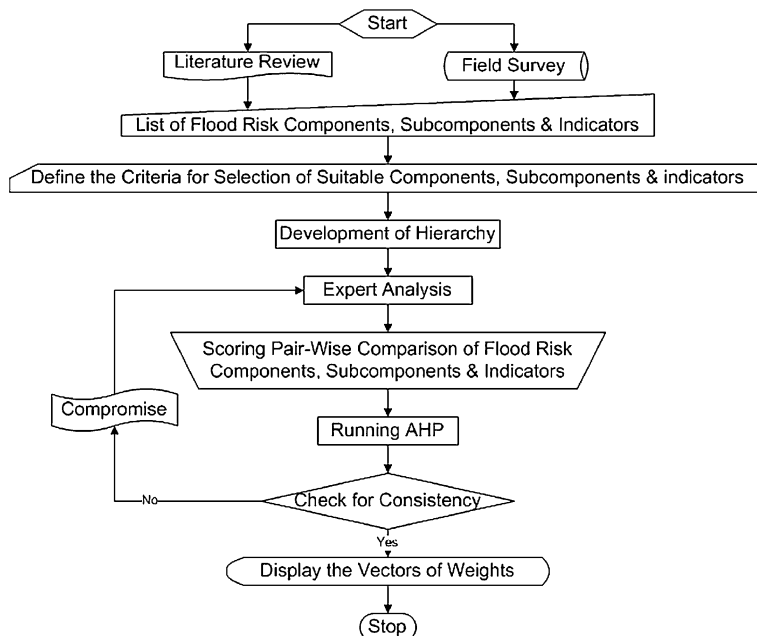 Start
Literature Review
Field Survey
List of Flood Risk Components, Subcomponents & Indicators
Define the Criteria for Selection of Suitable Components, Subcomponents & indicators
Development of Hierarchy
Expert Analysis
Scoring Pair-Wise Comparison of Flood Risk
Components, Subcomponents & Indicators
Compromise
Running AHP
Check for Consistency
No
Yes
Display the Vectors of Weights
Stop